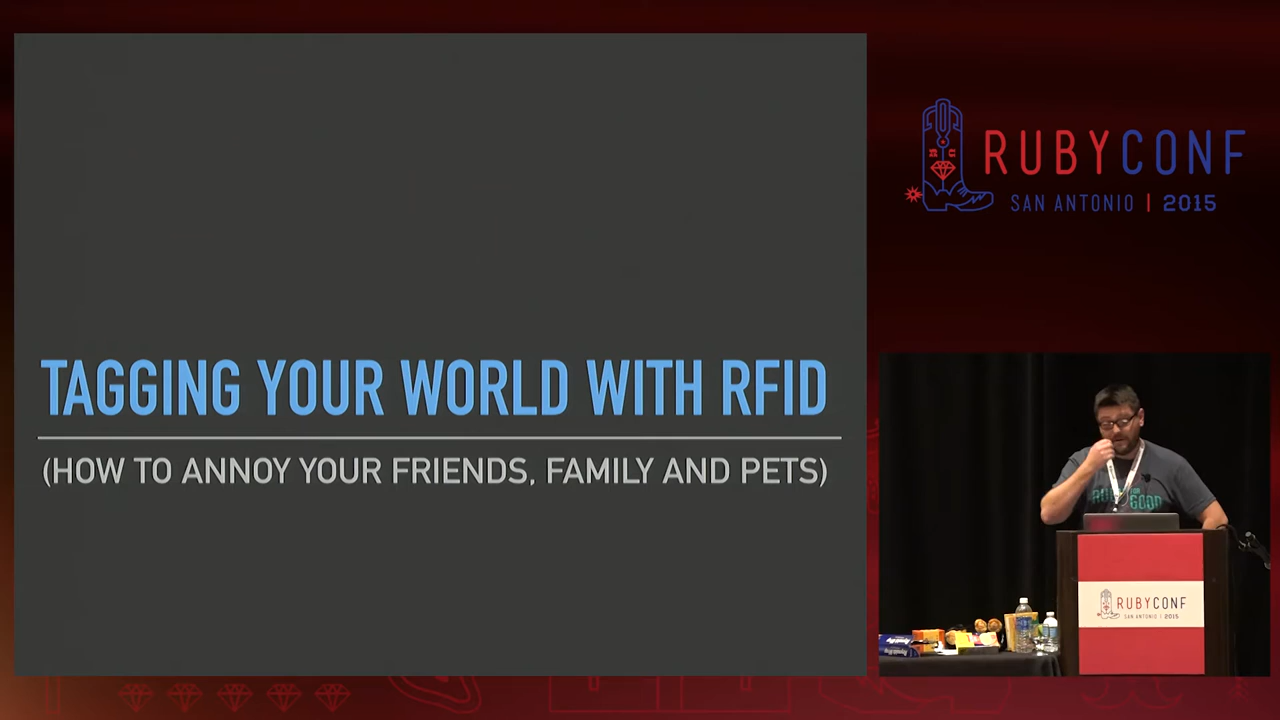 TAGGING YOUR WORLD WITH RFID
(HOW TO ANNOY YOUR FRIENDS, FAMILY AND PETS)
RUBYCONF
SAN ANTONIO | 2015
GOOD
RUBYCONF
SAN ANTONIO | 2015